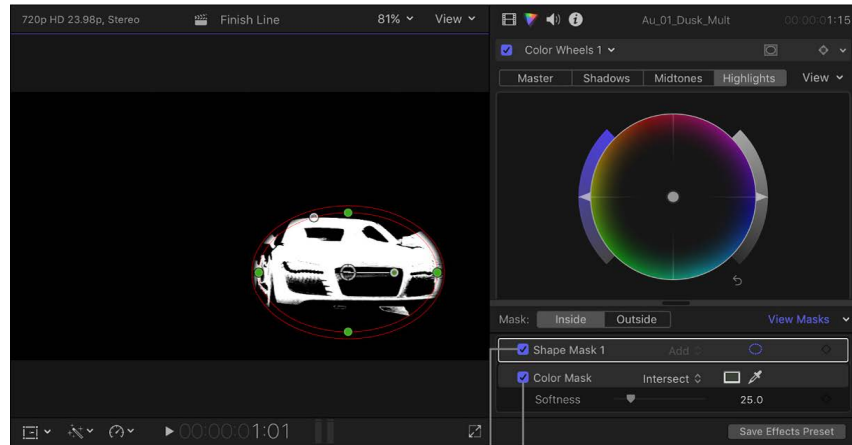 720p HD 23.98p, Stereo Finish Line 81% View Au_01_Dusk_Mult 00:00:01:15
Color Wheels 1
Master Shadows Midtones Highlights View
Mask: Inside Outside View Masks
Shape Mask 1 Add
Color Mask Intersect
Softness 25.0
00:00:01:01 Save Effects Preset